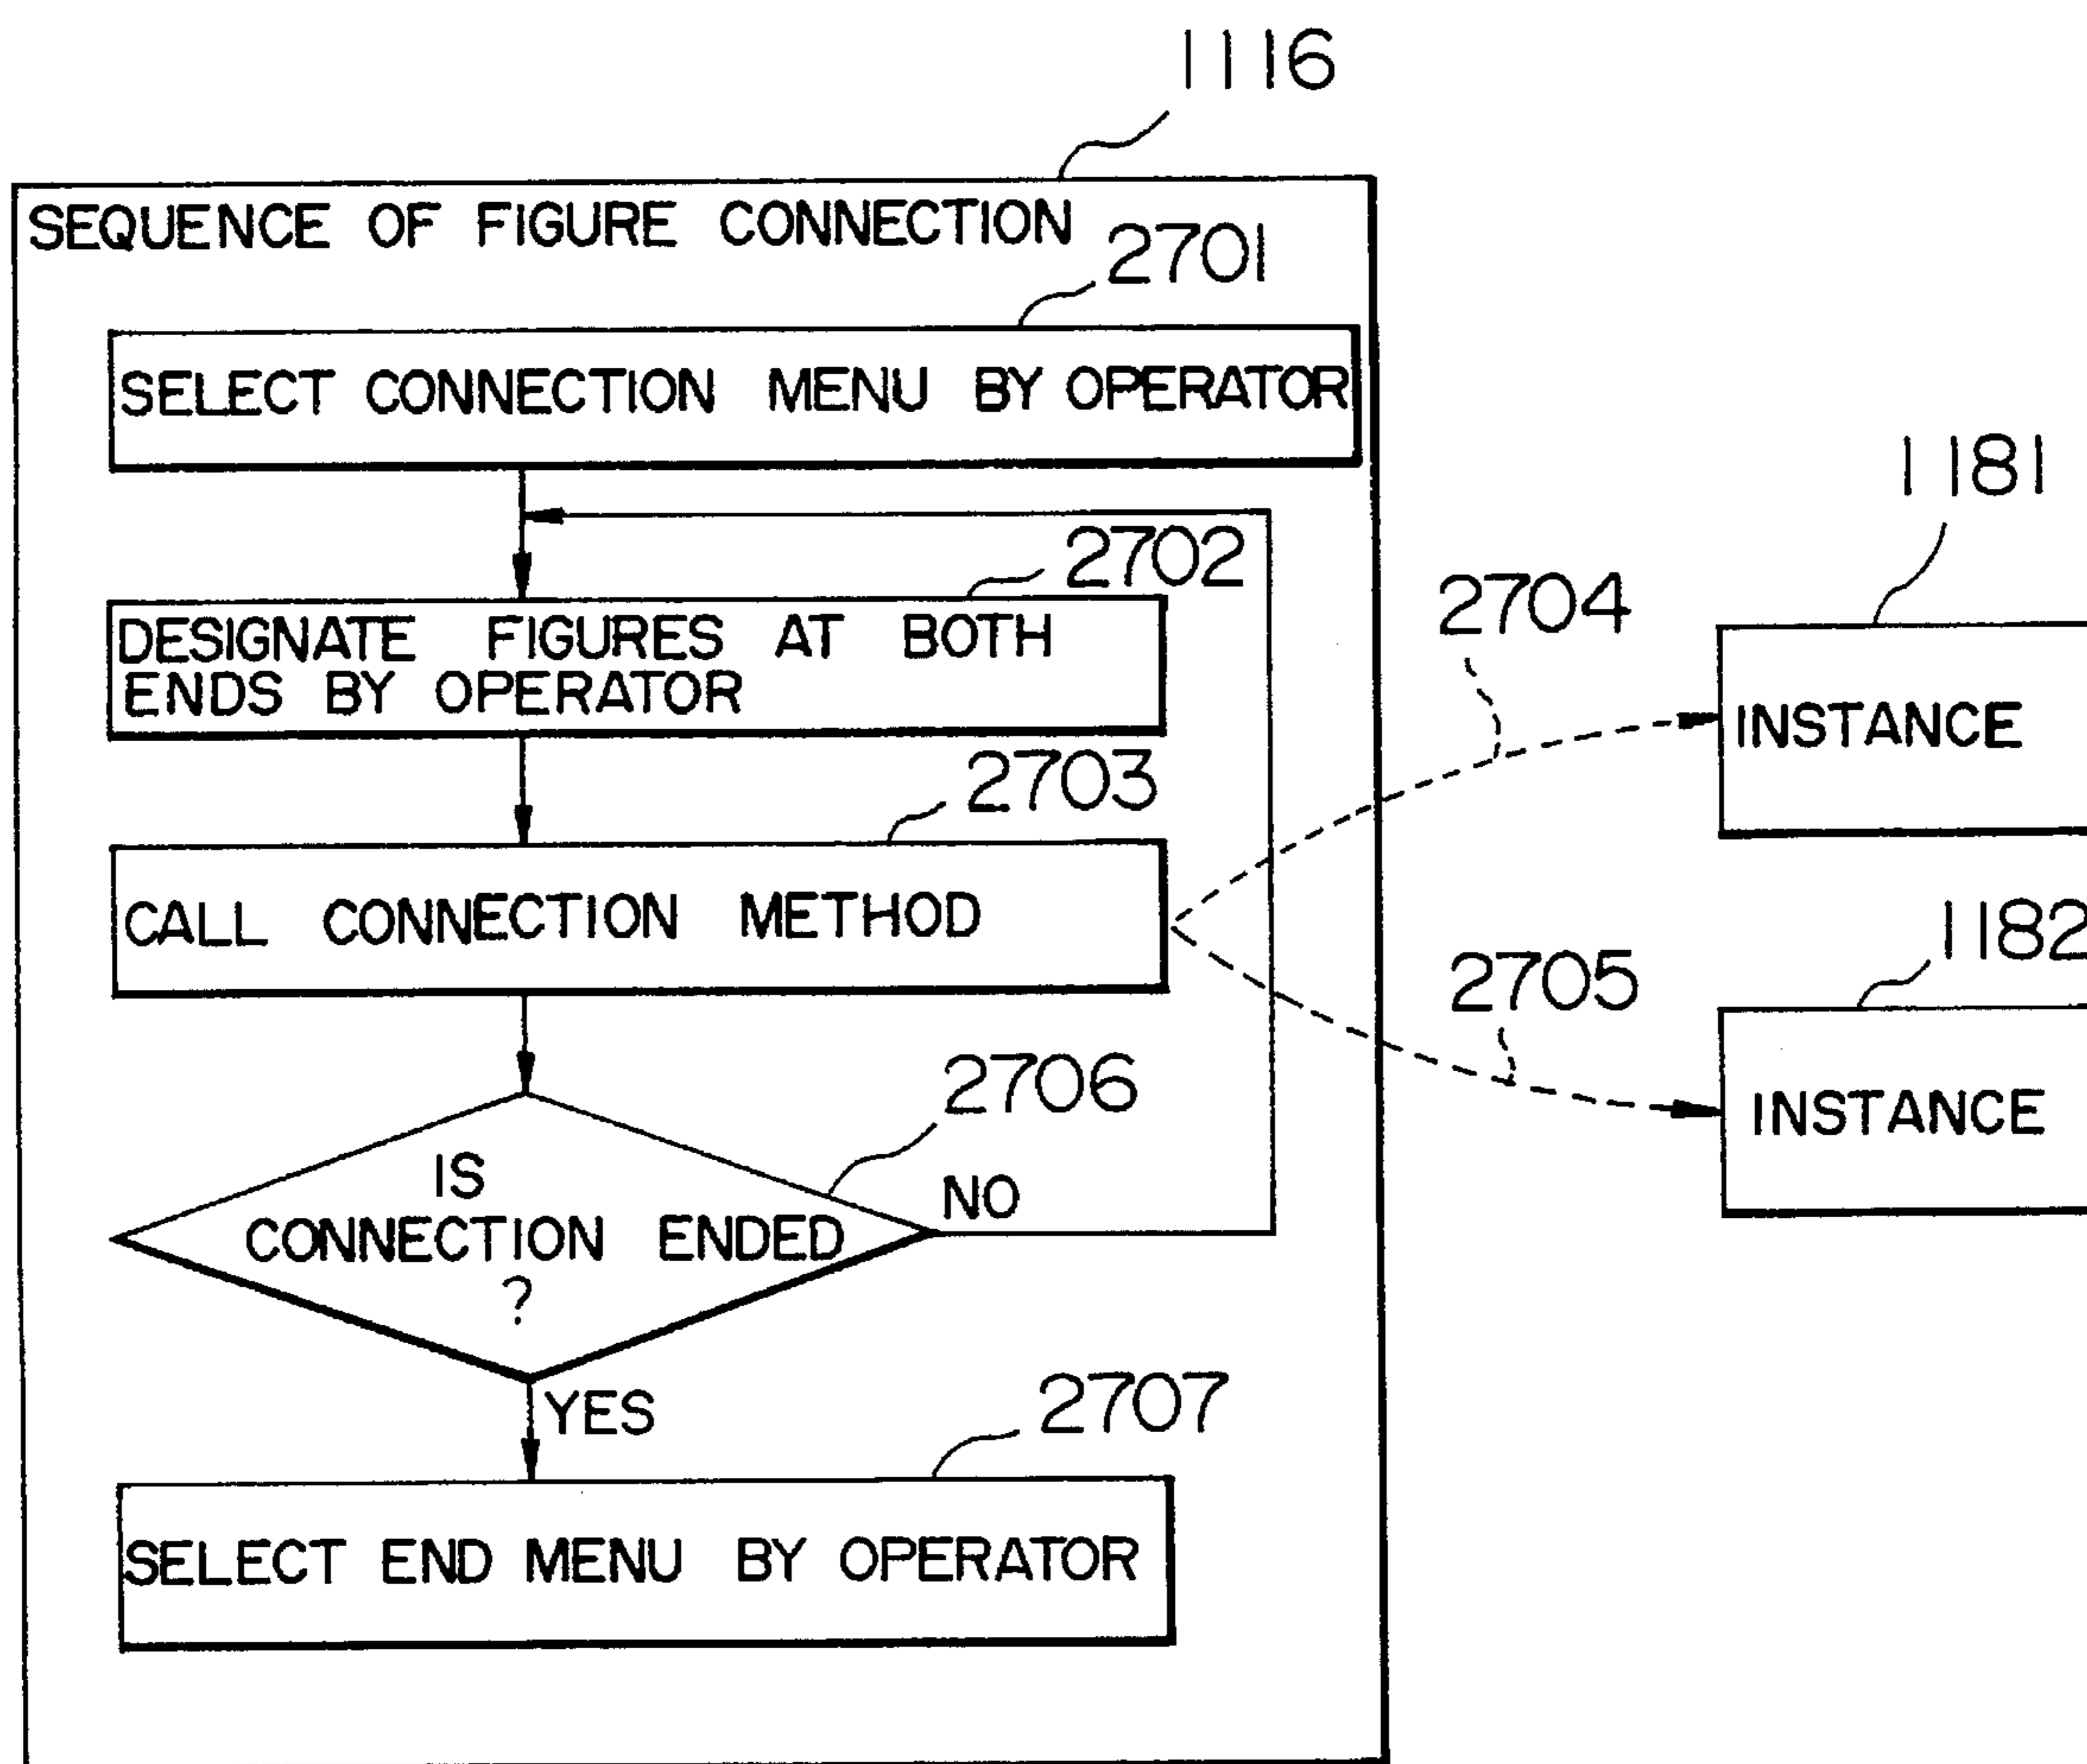 1116
SEQUENCE OF FIGURE CONNECTION
2701
SELECT CONNECTION MENU BY OPERATOR
2702
DESIGNATE FIGURES AT BOTH
ENDS BY OPERATOR
2703
CALL CONNECTION METHOD
2704
1181
INSTANCE
2705
1182
INSTANCE
2706
IS
CONNECTION ENDED
?
NO
YES
2707
SELECT END MENU BY OPERATOR